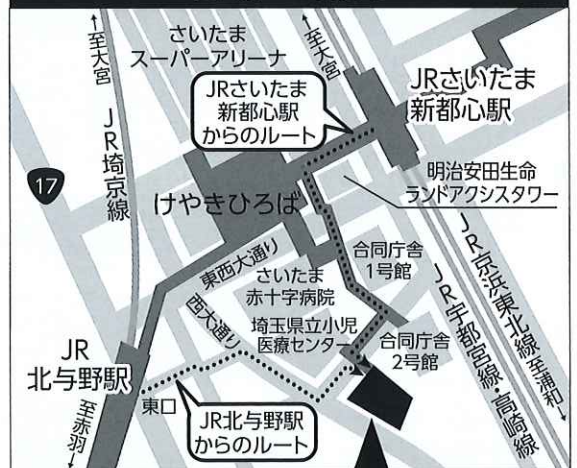 ↑至大宮
さいたま
スーパーアリーナ
↑至大宮
JRさいたま
新都心駅
からのルート
JRさいたま
新都心駅
JR埼京線
17
明治安田生命
ランドアクシスタワー
けやきひろば
東西大通り
さいたま
赤十字病院
合同庁舎
1号館
西大通り
埼玉県立小児
医療センター
合同庁舎
2号館
JR京浜東北線
JR宇都宮線・高崎線
至浦和↓
JR
北与野駅
東口
JR北与野駅
からのルート
至赤羽↓